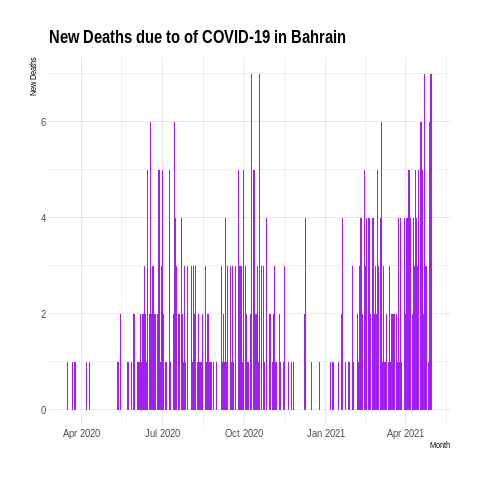 New Deaths due to of COVID-19 in Bahrain
New Deaths
6
4
2
0
Apr 2020 Jul 2020 Oct 2020 Jan 2021 Apr 2021
Month